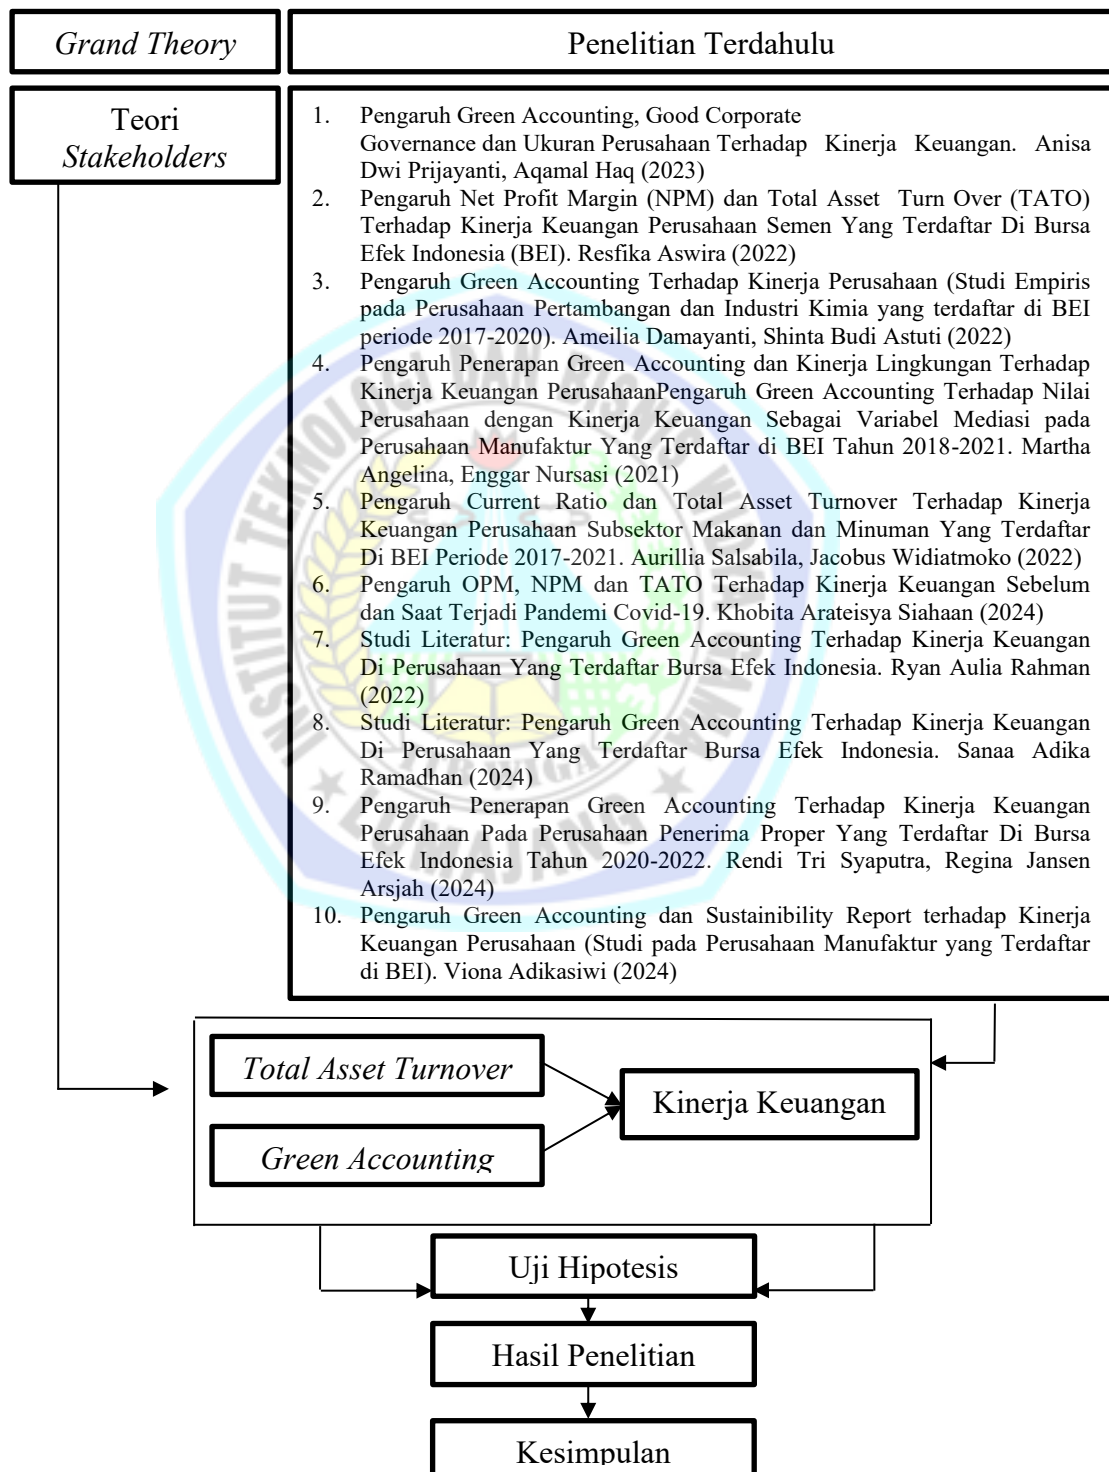 Grand Theory
Penelitian Terdahulu
Teori
Stakeholders
1. Pengaruh Green Accounting, Good Corporate
Governance dan Ukuran Perusahaan Terhadap Kinerja Keuangan. Anisa
Dwi Prijayanti, Aqamal Haq (2023)
2. Pengaruh Net Profit Margin (NPM) dan Total Asset Turn Over (TATO)
Terhadap Kinerja Keuangan Perusahaan Semen Yang Terdaftar Di Bursa
Efek Indonesia (BEI). Resfika Aswira (2022)
3. Pengaruh Green Accounting Terhadap Kinerja Perusahaan (Studi Empiris
pada Perusahaan Pertambangan dan Industri Kimia yang terdaftar di BEI
periode 2017-2020). Ameilia Damayanti, Shinta Budi Astuti (2022)
4. Pengaruh Penerapan Green Accounting dan Kinerja Lingkungan Terhadap
Kinerja Keuangan PerusahaanPengaruh Green Accounting Terhadap Nilai
Perusahaan dengan Kinerja Keuangan Sebagai Variabel Mediasi pada
Perusahaan Manufaktur Yang Terdaftar di BEI Tahun 2018-2021. Martha
Angelina, Enggar Nursasi (2021)
5. Pengaruh Current Ratio dan Total Asset Turnover Terhadap Kinerja
Keuangan Perusahaan Subsektor Makanan dan Minuman Yang Terdaftar
Di BEI Periode 2017-2021. Aurillia Salsabila, Jacobus Widiatmoko (2022)
6. Pengaruh OPM, NPM dan TATO Terhadap Kinerja Keuangan Sebelum
dan Saat Terjadi Pandemi Covid-19. Khobita Arateisya Siahaan (2024)
7. Studi Literatur: Pengaruh Green Accounting Terhadap Kinerja Keuangan
Di Perusahaan Yang Terdaftar Bursa Efek Indonesia. Ryan Aulia Rahman
(2022)
8. Studi Literatur: Pengaruh Green Accounting Terhadap Kinerja Keuangan
Di Perusahaan Yang Terdaftar Bursa Efek Indonesia. Sanaa Adika
Ramadhan (2024)
9. Pengaruh Penerapan Green Accounting Terhadap Kinerja Keuangan
Perusahaan Pada Perusahaan Penerima Proper Yang Terdaftar Di Bursa
Efek Indonesia Tahun 2020-2022. Rendi Tri Syaputra, Regina Jansen
Arsjah (2024)
10. Pengaruh Green Accounting dan Sustainibility Report terhadap Kinerja
Keuangan Perusahaan (Studi pada Perusahaan Manufaktur yang Terdaftar
di BEI). Viona Adikasiwi (2024)
INSTITUT TEKNOLOGI DAN BISNIS WIDYA GAMA
LUMAJANG
Total Asset Turnover
Kinerja Keuangan
Green Accounting
Uji Hipotesis
Hasil Penelitian
Kesimpulan